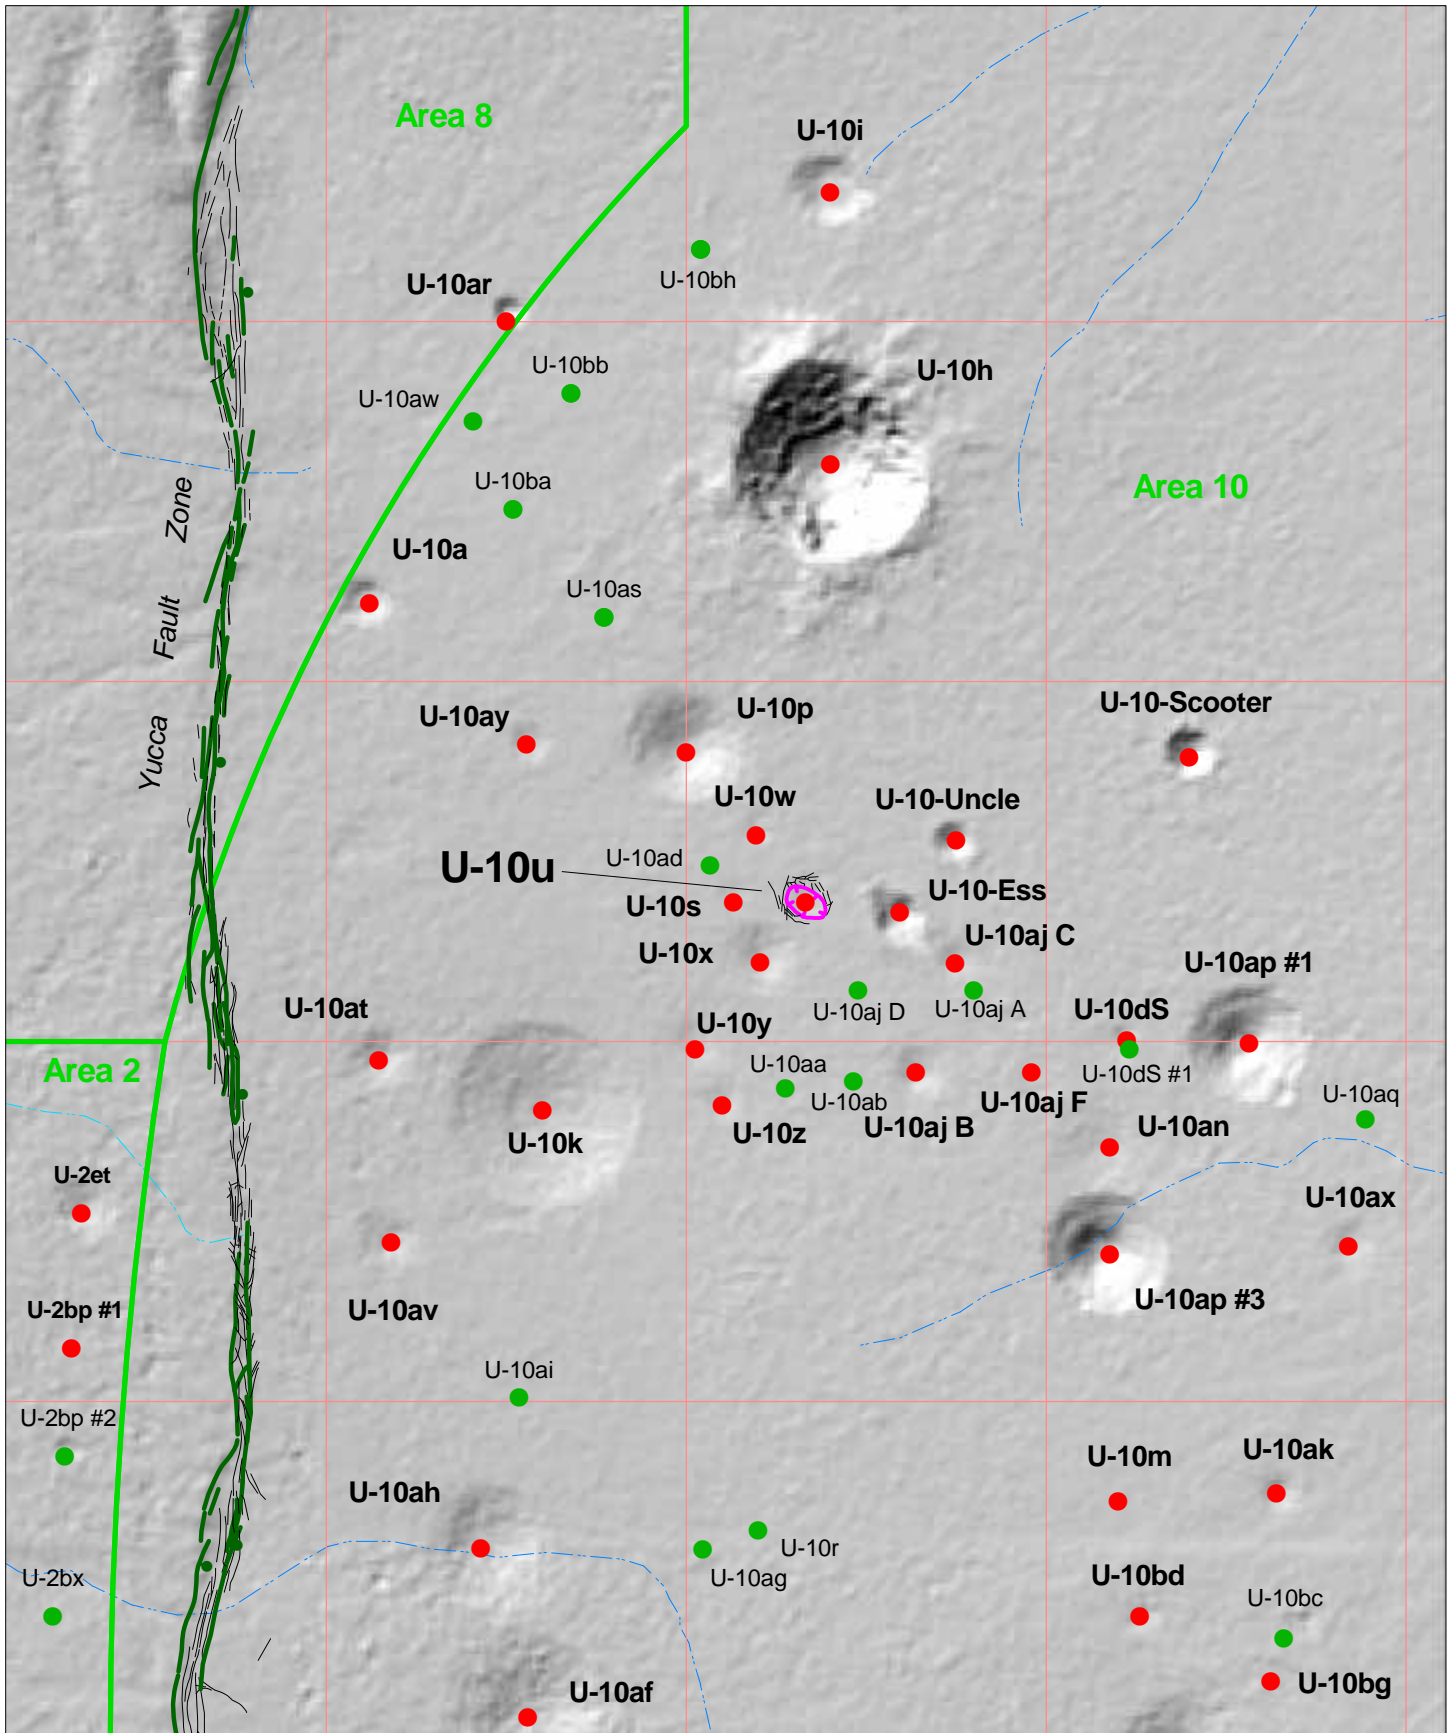 Area 8
U-10i
U-10bh
U-10ar
U-10bb
U-10h
U-10aw
Area 10
U-10ba
Zone
U-10a
U-10as
Fault
U-10ay
U-10p
U-10-Scooter
Yucca
U-10w
U-10-Uncle
U-10ad
U-10u
U-10-Ess
U-10s
U-10aj C
U-10x
U-10ap #1
U-10at
U-10aj D
U-10aj A
U-10dS
U-10y
U-10aa
U-10dS #1
Area 2
U-10ab
U-10aq
U-10aj F
U-10z
U-10aj B
U-10an
U-10k
U-2et
U-10ax
U-10ap #3
U-2bp #1
U-10av
U-10ai
U-2bp #2
U-10m
U-10ak
U-10ah
U-10r
U-10ag
U-2bx
U-10bd
U-10bc
U-10bg
U-10af